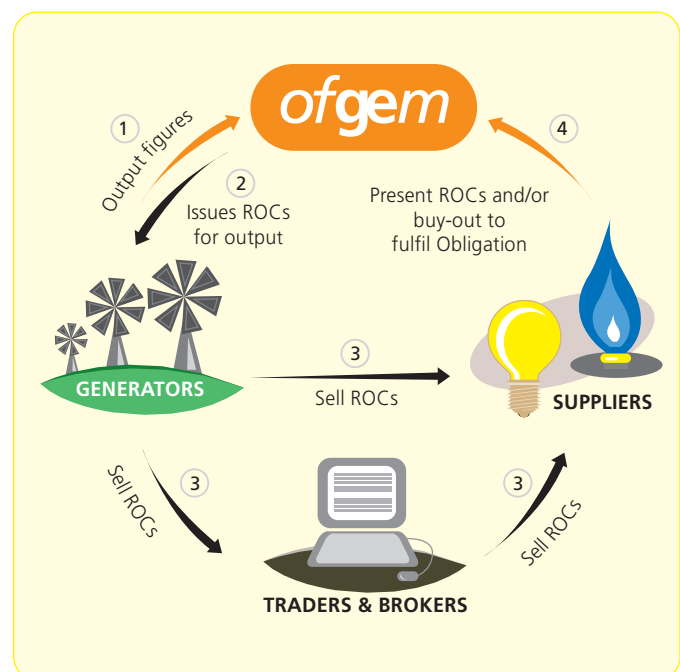 ofgem
1
Output figures
2
Issues ROCs
for output
4
Present ROCs and/or
buy-out to
fulfil Obligation
GENERATORS
3
Sell ROCs
SUPPLIERS
3
Sell ROCs
3
Sell ROCs
TRADERS & BROKERS